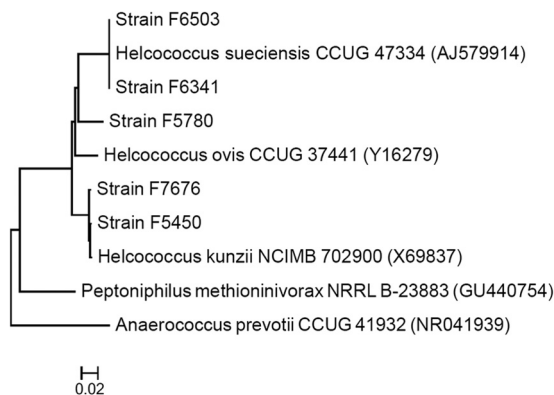 Strain F6503
Helcococcus sueciensis CCUG 47334 (AJ579914)
Strain F6341
Strain F5780
Helcococcus ovis CCUG 37441 (Y16279)
Strain F7676
Strain F5450
Helcococcus kunzii NCIMB 702900 (X69837)
Peptoniphilus methioninivorax NRRL B-23883 (GU440754)
Anaerococcus prevotii CCUG 41932 (NR041939)
0.02